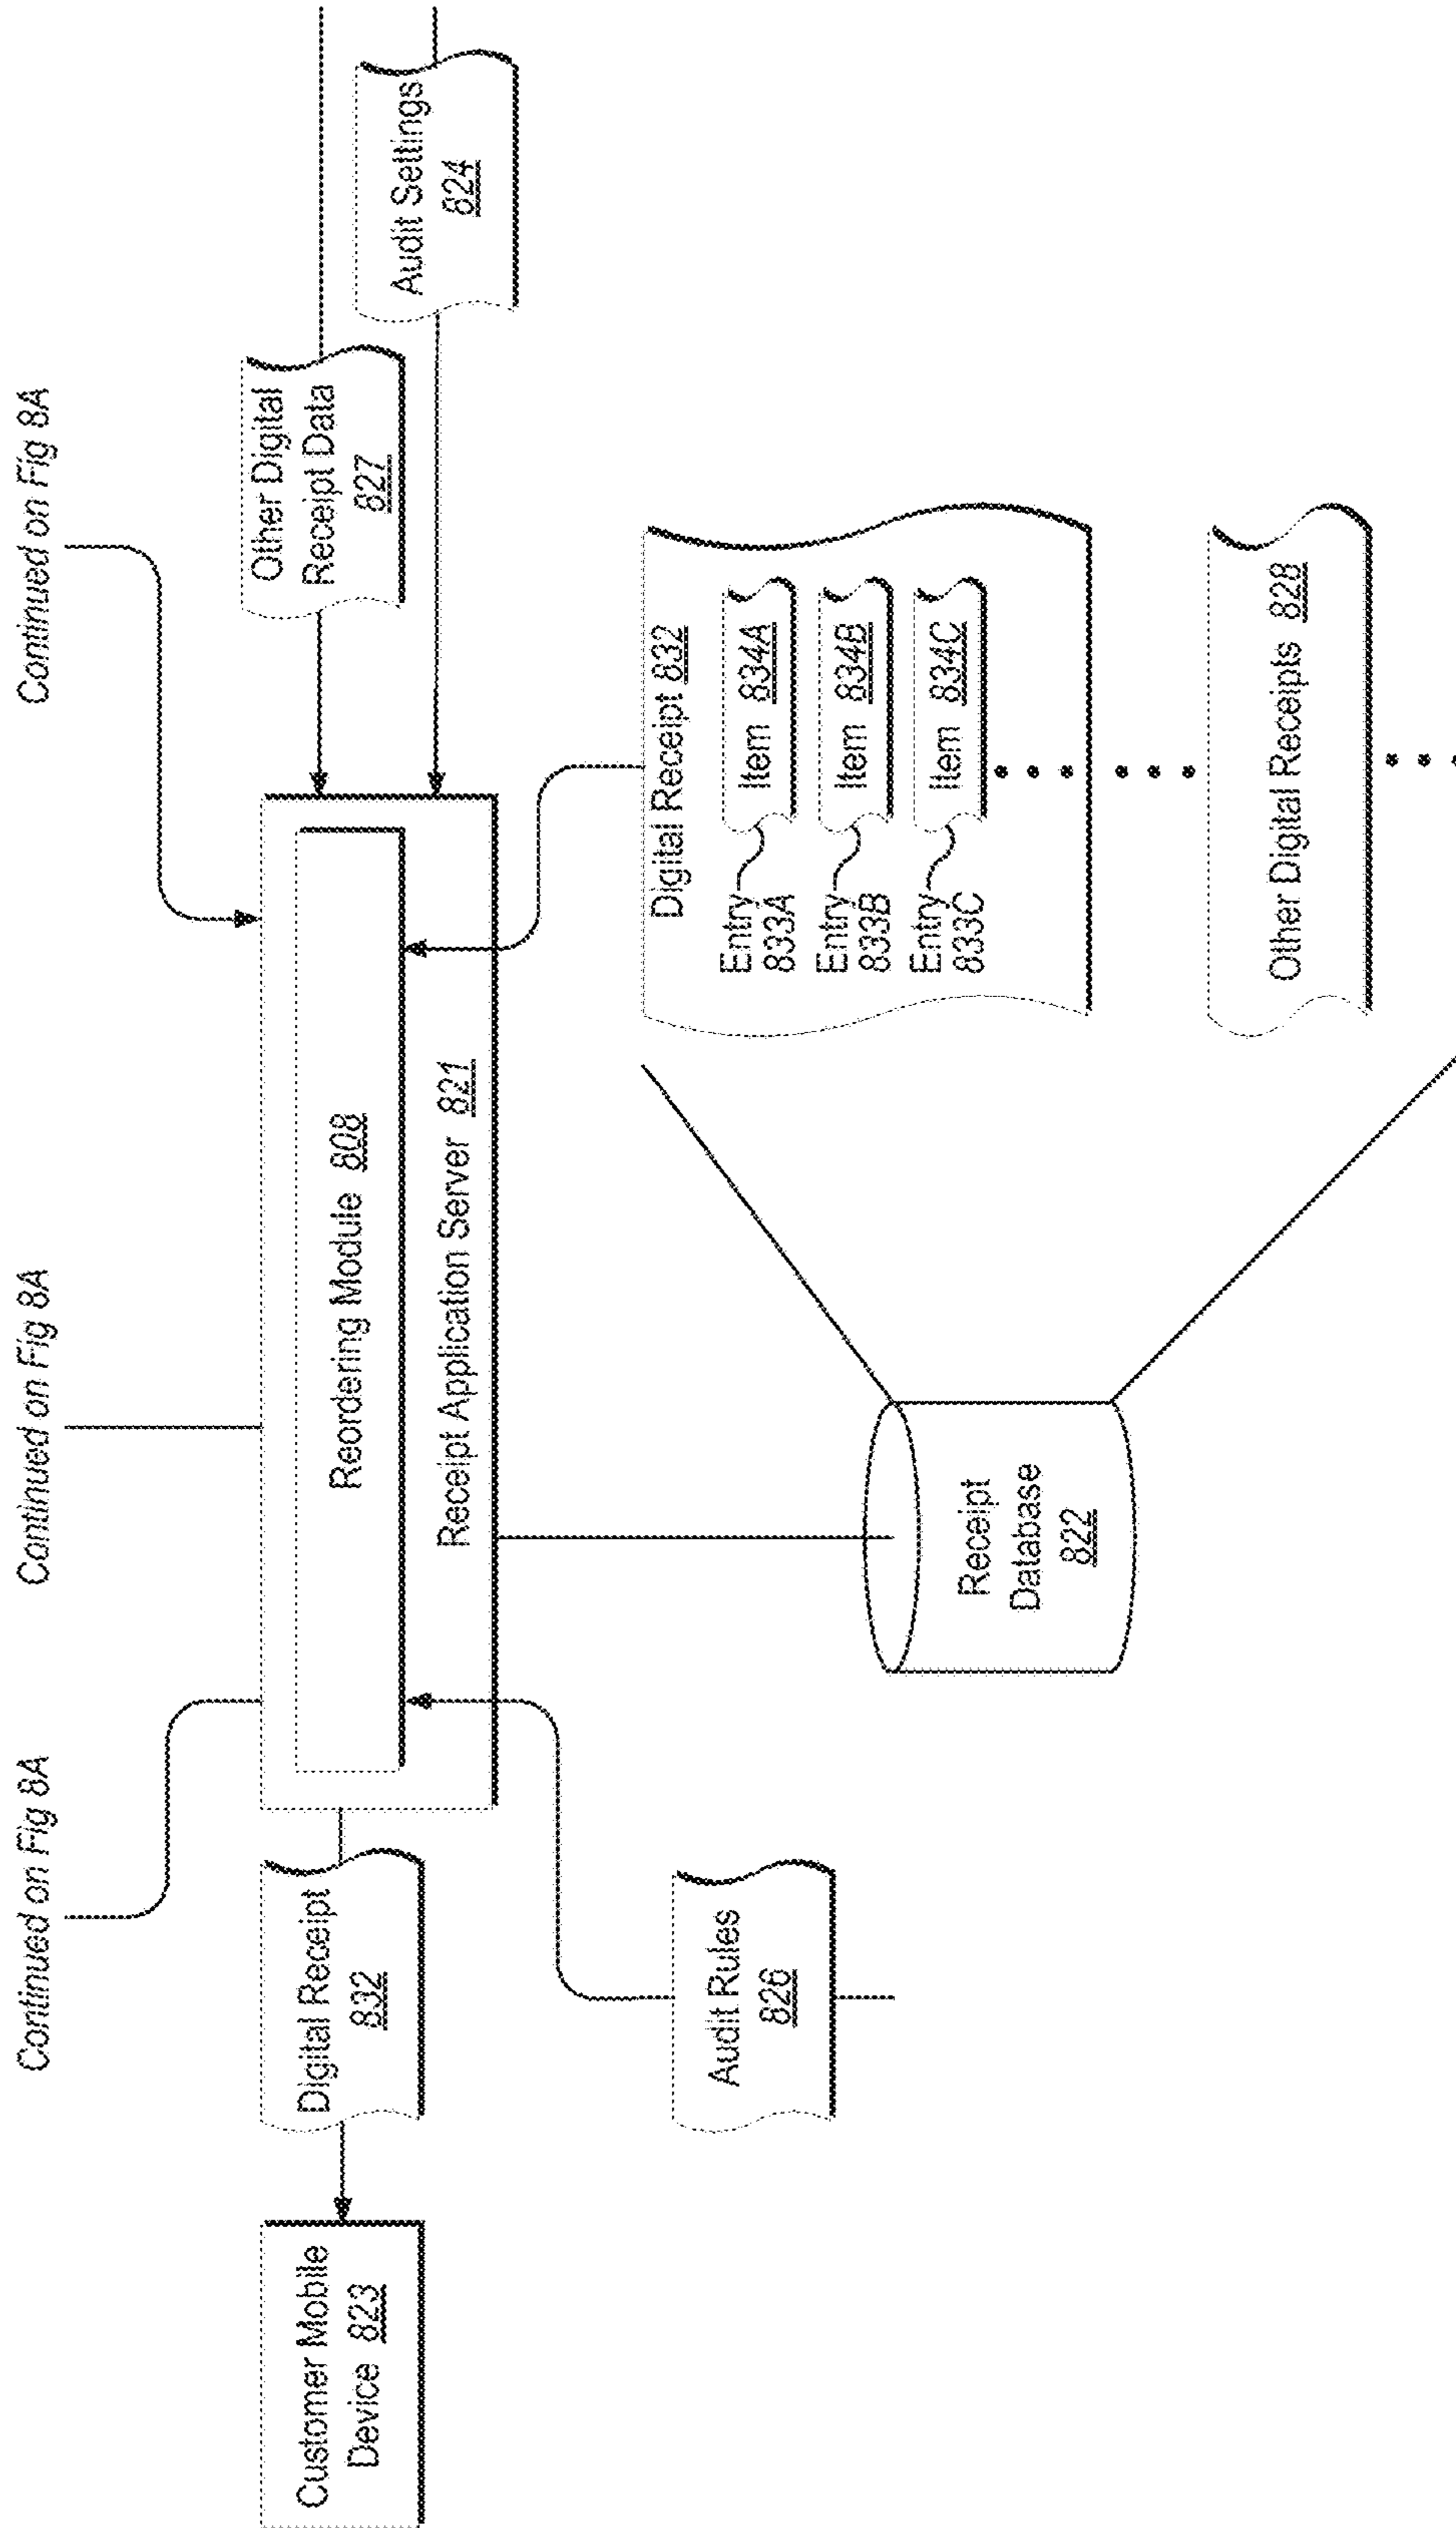 Continued on Fig 8A
Continued on Fig 8A
Continued on Fig 8A
Customer Mobile
Device 823
Digital Receipt
832
Reordering Module 808
Receipt Application Server 821
Other Digital
Receipt Data
827
Audit Settings
824
Audit Rules
826
Receipt
Database
822
Digital Receipt 832
Entry
833A
Item 834A
Entry
833B
Item 834B
Entry
833C
Item 834C
Other Digital Receipts 828